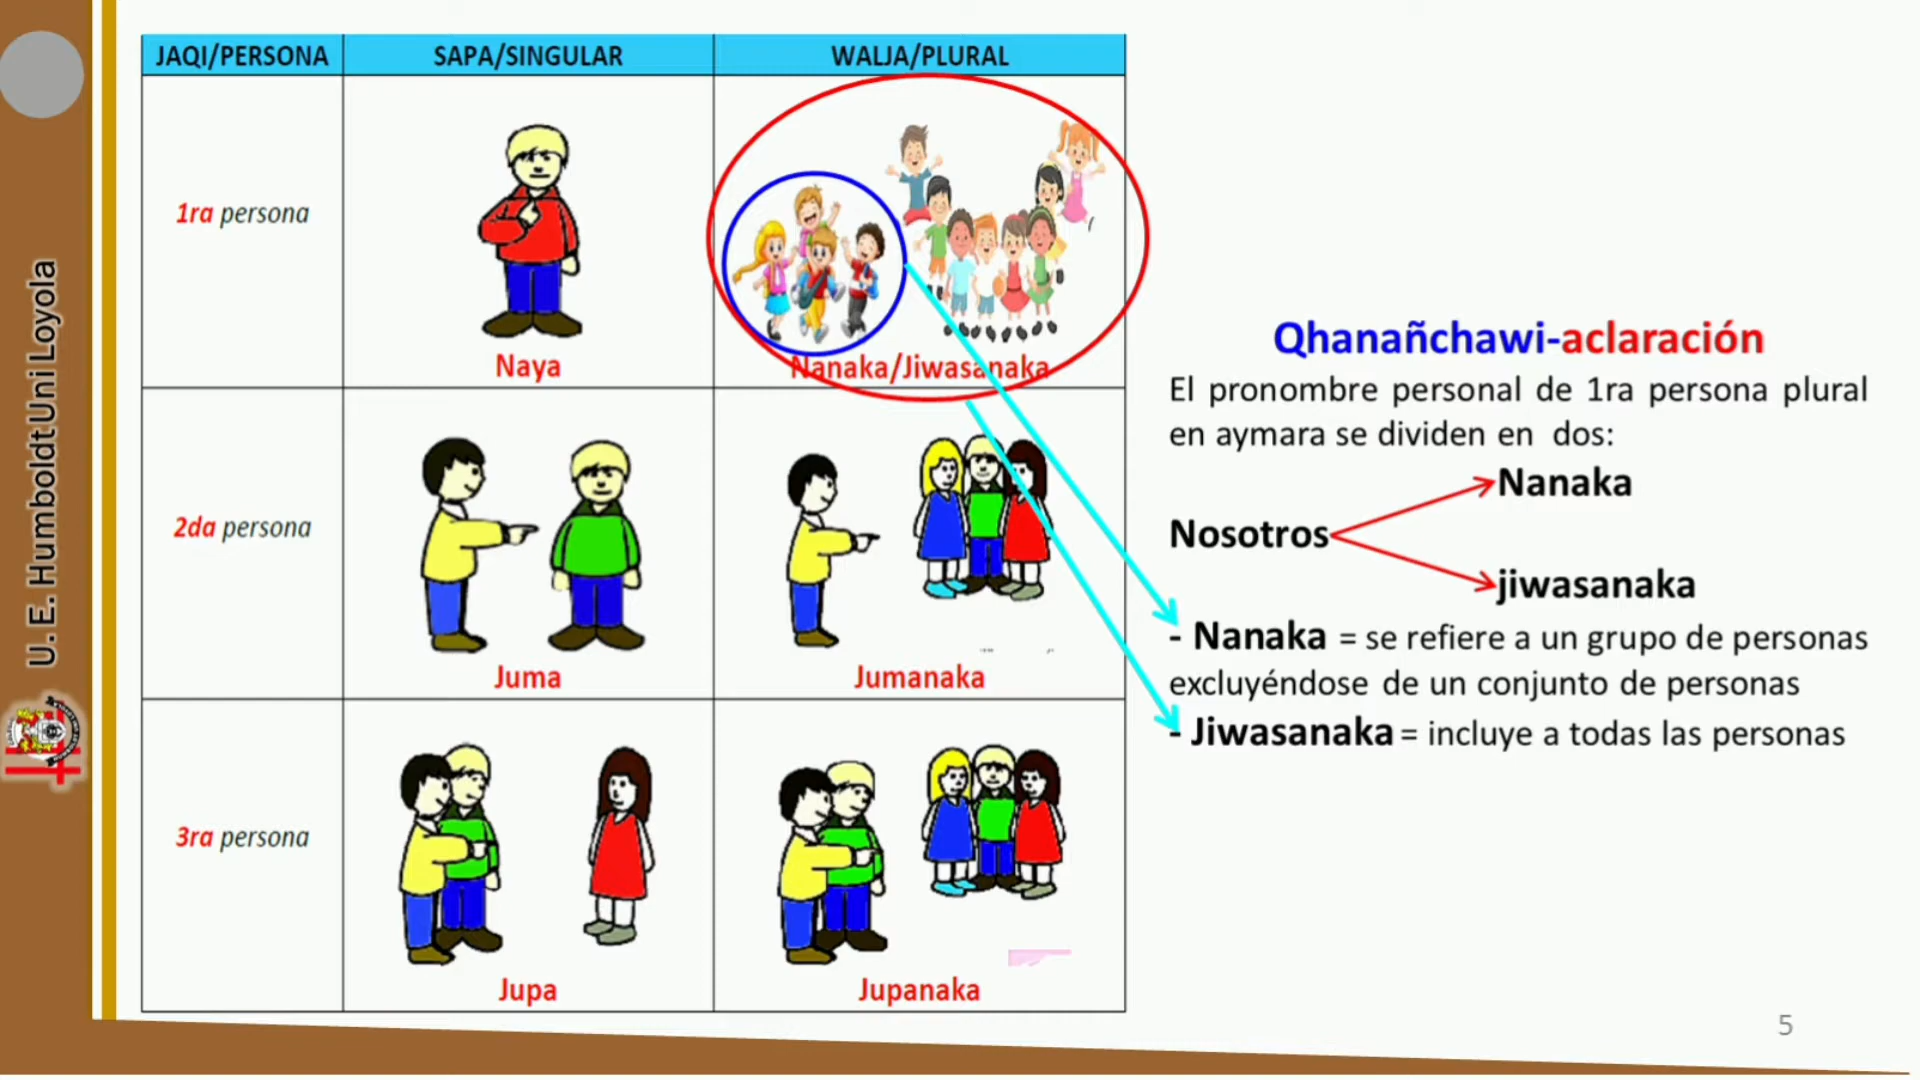 U. E. Humboldt Uni Loyola
JAQI/PERSONA SAPA/SINGULAR WALJA/PLURAL
1ra persona
Naya
Nanaka/Jiwasanaka
2da persona
Juma
Jumanaka
3ra persona
Jupa
Jupanaka
Qhanañchawi-aclaración
El pronombre personal de 1ra persona plural
en aymara se dividen en dos:
Nanaka
Nosotros
jiwasanaka
- Nanaka = se refiere a un grupo de personas
excluyéndose de un conjunto de personas
- Jiwasanaka = incluye a todas las personas
5